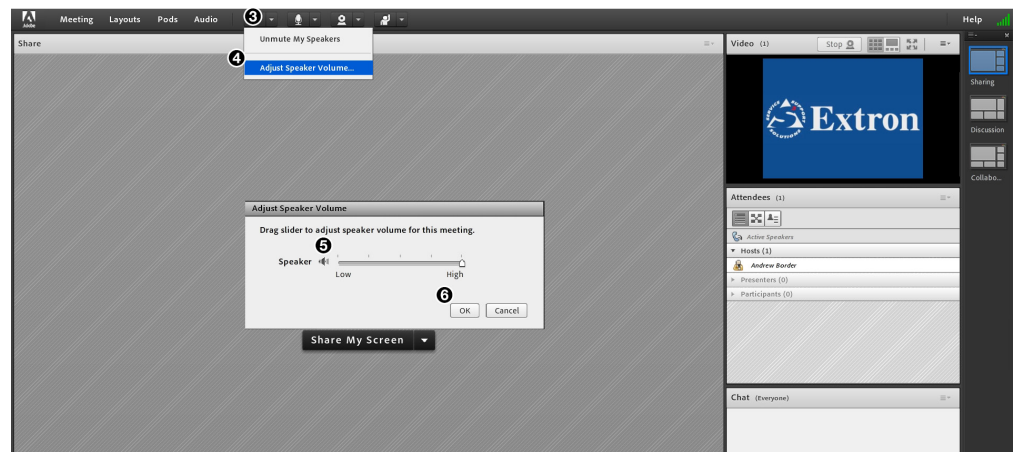 Adobe
Meeting Layouts Pods Audio 3 Help
Unmute My Speakers
4
Adjust Speaker Volume...
Share
Video (1) Stop
SERVICE SUPPORT SOLUTIONS
Extron
Sharing
Discussion
Collabo...
Attendees (1)
Active Speakers
Hosts (1)
Andrew Border
Presenters (0)
Participants (0)
Chat (Everyone)
Adjust Speaker Volume
Drag slider to adjust speaker volume for this meeting.
5
Speaker
Low High
6
OK Cancel
Share My Screen